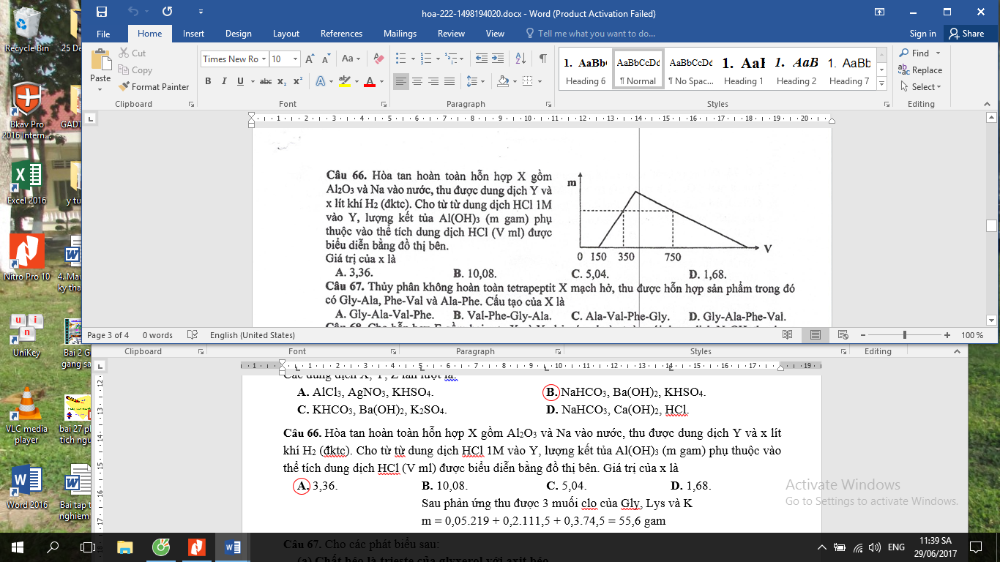 hoa-222-1498194020.docx - Word (Product Activation Failed)
File Home Insert Design Layout References Mailings Review View Tell me what you want to do... Sign in Share
Paste
Cut
Copy
Format Painter
Times New Ro 10
Aa
B I U abc x₂ x²
AaBbC AaBbCcDc AaBbCcDc
1. AaBb( ¶ Normal ¶ No Spac... Heading 1 Heading 2 Heading 7
Heading 6
Find
Replace
Select
Clipboard Font Paragraph Styles Editing
Recycle Bin
25 De
Bkav Pro
2016 Intern...
GADT
Excel 2016
y tu
Nitro Pro 10
4. Mau
ky tha
UniKey
Bai 2 G
gang sa
VLC media
player
bai 27 ph
tich ngu
Word 2016
Bai tap t
nghiem
Câu 66. Hòa tan hoàn toàn hỗn hợp X gồm
Al₂O₃ và Na vào nước, thu được dung dịch Y và
x lít khí H₂ (đktc). Cho từ từ dung dịch HCl 1M
vào Y, lượng kết tủa Al(OH)₃ (m gam) phụ
thuộc vào thể tích dung dịch HCl (V ml) được
biểu diễn bằng đồ thị bên.
Giá trị của x là
m
0 150 350 750 V
A. 3,36. B. 10,08. C. 5,04. D. 1,68.
Câu 67. Thủy phân không hoàn toàn tetrapeptit X mạch hở, thu được hỗn hợp sản phẩm trong đó
có Gly-Ala, Phe-Val và Ala-Phe. Cấu tạo của X là
A. Gly-Ala-Val-Phe. B. Val-Phe-Gly-Ala. C. Ala-Val-Phe-Gly. D. Gly-Ala-Phe-Val.
Page 3 of 4 0 words English (United States) 100 %
Clipboard Font Paragraph Styles Editing
Các dung dịch X, Y, Z lần lượt là:
A. AlCl₃, AgNO₃, KHSO₄. B. NaHCO₃, Ba(OH)₂, KHSO₄.
C. KHCO₃, Ba(OH)₂, K₂SO₄. D. NaHCO₃, Ca(OH)₂, HCl.
Câu 66. Hòa tan hoàn toàn hỗn hợp X gồm Al₂O₃ và Na vào nước, thu được dung dịch Y và x lít
khí H₂ (đktc). Cho từ từ dung dịch HCl 1M vào Y, lượng kết tủa Al(OH)₃ (m gam) phụ thuộc vào
thể tích dung dịch HCl (V ml) được biểu diễn bằng đồ thị bên. Giá trị của x là
A. 3,36. B. 10,08. C. 5,04. D. 1,68.
Sau phản ứng thu được 3 muối clo của Gly, Lys và K
m = 0,05.219 + 0,2.111,5 + 0,3.74,5 = 55,6 gam
Câu 67. Cho các phát biểu sau:
(a) Chất béo là trieste của glyxerol với axit béo
Activate Windows
Go to Settings to activate Windows.
ENG
11:39 SA
29/06/2017